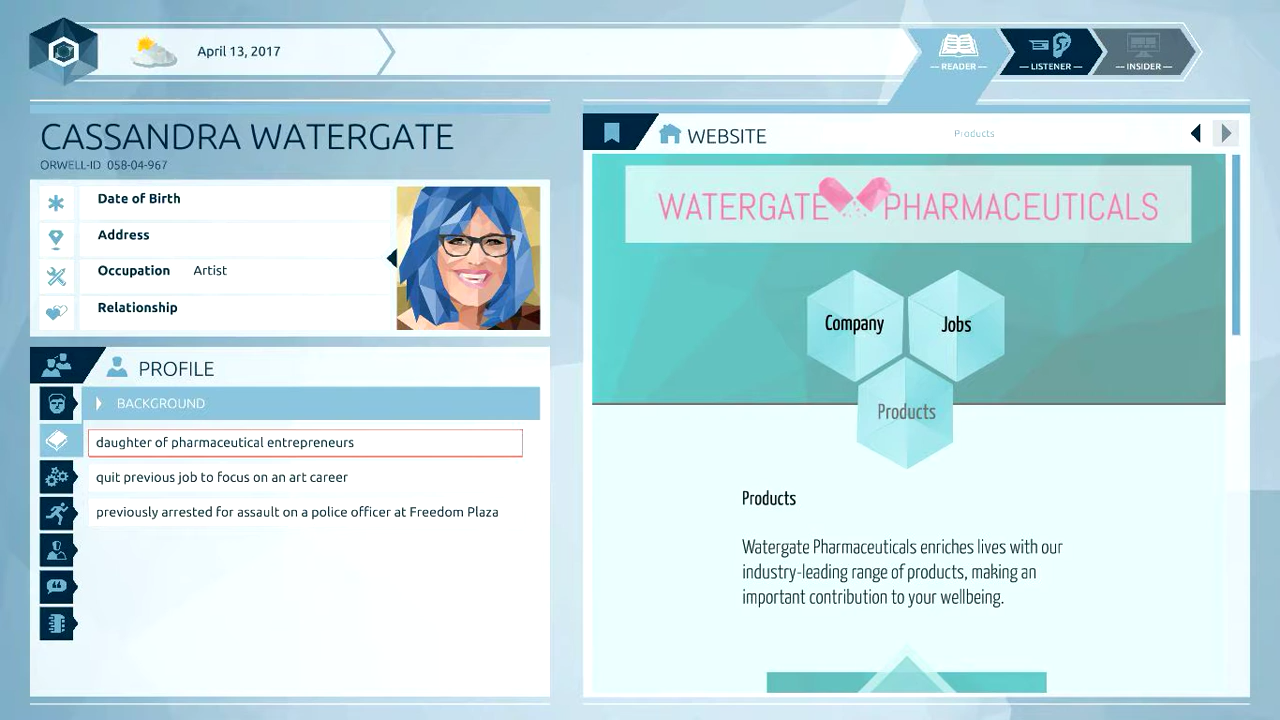 April 13, 2017
— READER —
— LISTENER —
— INSIDER —
CASSANDRA WATERGATE
ORWELL-ID 058-04-967
Date of Birth
Address
Occupation Artist
Relationship
PROFILE
BACKGROUND
daughter of pharmaceutical entrepreneurs
quit previous job to focus on an art career
previously arrested for assault on a police officer at Freedom Plaza
WEBSITE
Products
WATERGATE PHARMACEUTICALS
Company
Jobs
Products
Products
Watergate Pharmaceuticals enriches lives with our
industry-leading range of products, making an
important contribution to your wellbeing.